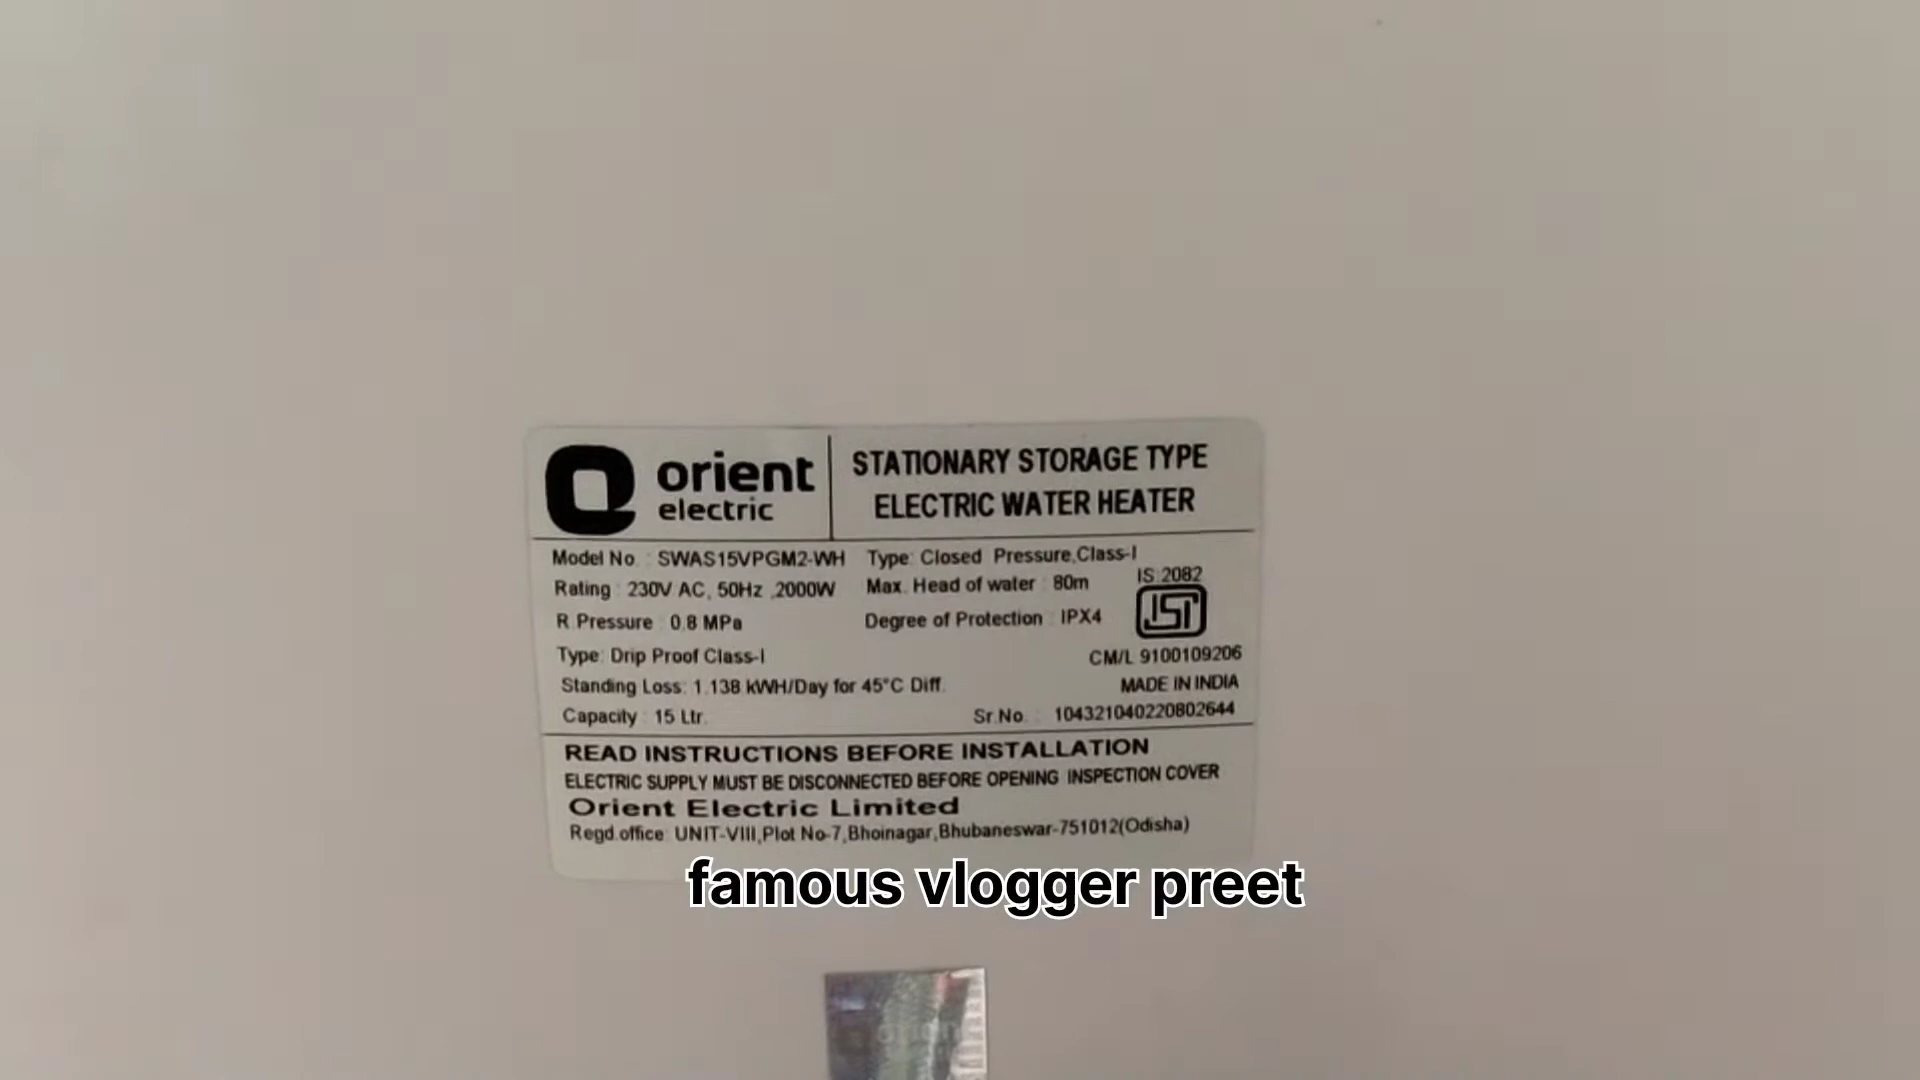 orient
electric
STATIONARY STORAGE TYPE
ELECTRIC WATER HEATER
Model No. : SWAS15VPGM2-WH
Type: Closed Pressure,Class-I
Rating : 230V AC, 50Hz ,2000W
Max. Head of water : 80m
IS:2082
R.Pressure : 0.8 MPa
Degree of Protection : IPX4
ISI
Type: Drip Proof Class-I
CM/L 9100109206
Standing Loss: 1.138 kWH/Day for 45°C Diff.
MADE IN INDIA
Capacity : 15 Ltr.
Sr.No. : 104321040220802644
READ INSTRUCTIONS BEFORE INSTALLATION
ELECTRIC SUPPLY MUST BE DISCONNECTED BEFORE OPENING INSPECTION COVER
Orient Electric Limited
Regd.office: UNIT-VIII,Plot No-7,Bhoinagar,Bhubaneswar-751012(Odisha)
famous vlogger preet